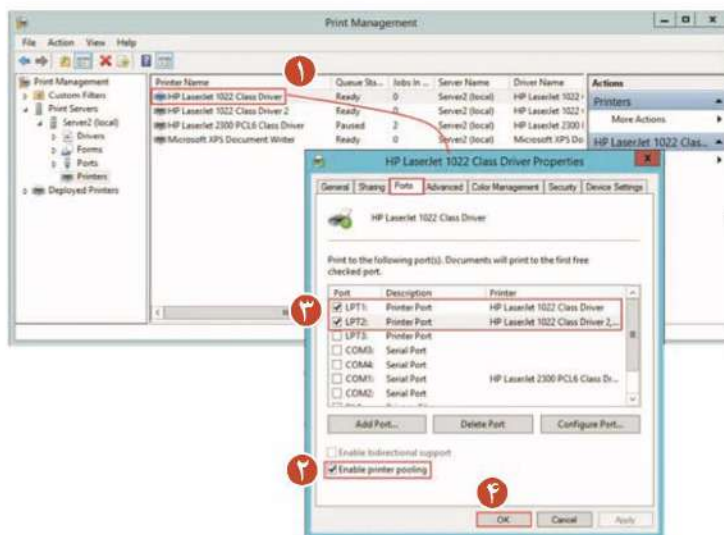 Print Management
File Action View Help
Print Management
Custom Filters
Print Servers
Server2 (local)
Drivers
Forms
Ports
Printers
Deployed Printers
Printer Name Queue Sta... Jobs In ... Server Name Driver Name
HP LaserJet 1022 Class Driver Ready 0 Server2 (local) HP LaserJet 1022
HP LaserJet 1022 Class Driver 2 Ready 0 Server2 (local) HP LaserJet 1022
HP LaserJet 2300 PCL6 Class Driver Paused 2 Server2 (local) HP LaserJet 2300
Microsoft XPS Document Writer Ready 0 Server2 (local) Microsoft XPS Do
Actions
Printers
More Actions
HP LaserJet 1022 Clas...
۱
HP LaserJet 1022 Class Driver Properties
General Sharing Ports Advanced Color Management Security Device Settings
HP LaserJet 1022 Class Driver
Print to the following port(s). Documents will print to the first free
checked port.
Port Description Printer
۳
LPT1: Printer Port HP LaserJet 1022 Class Driver
LPT2: Printer Port HP LaserJet 1022 Class Driver 2,...
LPT3: Printer Port
COM3: Serial Port
COM4: Serial Port
COM1: Serial Port HP LaserJet 2300 PCL6 Class Dr...
COM2: Serial Port
Add Port... Delete Port Configure Port...
Enable bidirectional support
۲
Enable printer pooling
۴
OK Cancel Apply